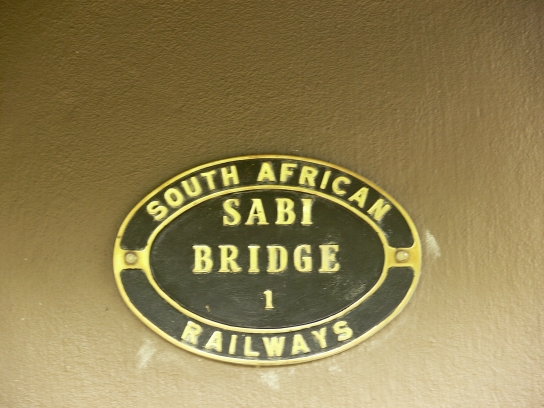 SOUTH AFRICAN
SABI
BRIDGE
1
RAILWAYS